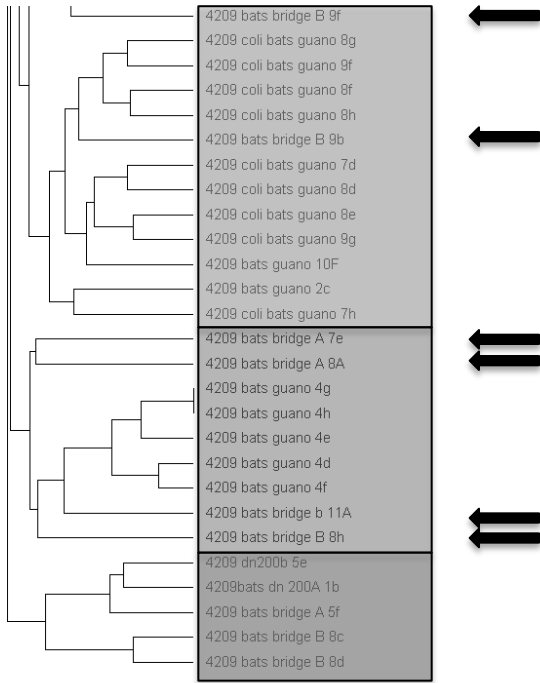 4209 bats bridge B 9f
4209 coli bats guano 8g
4209 coli bats guano 9f
4209 coli bats guano 8f
4209 coli bats guano 8h
4209 bats bridge B 9b
4209 coli bats guano 7d
4209 coli bats guano 8d
4209 coli bats guano 8e
4209 coli bats guano 9g
4209 bats guano 10F
4209 bats guano 2c
4209 coli bats guano 7h
4209 bats bridge A 7e
4209 bats bridge A 8A
4209 bats guano 4g
4209 bats guano 4h
4209 bats guano 4e
4209 bats guano 4d
4209 bats guano 4f
4209 bats bridge b 11A
4209 bats bridge B 8h
4209 dn200b 5e
4209bats dn 200A 1b
4209 bats bridge A 5f
4209 bats bridge B 8c
4209 bats bridge B 8d